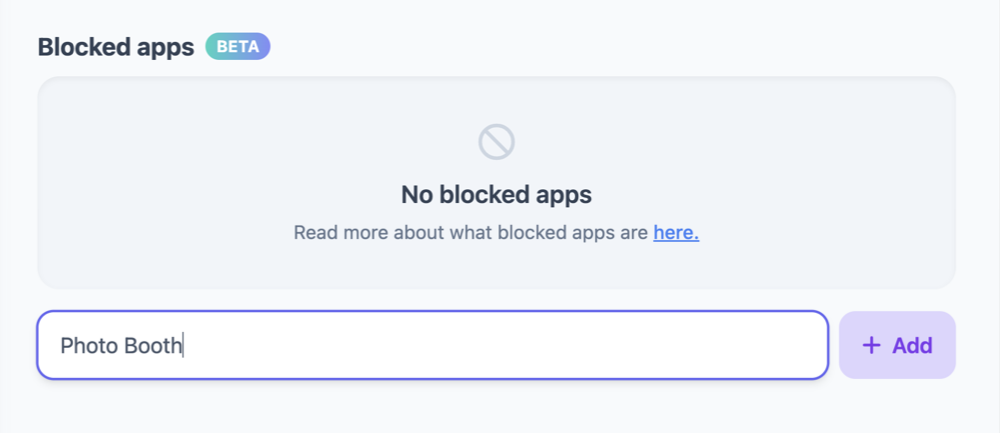 Blocked apps BETA
No blocked apps
Read more about what blocked apps are here.
Photo Booth
+ Add